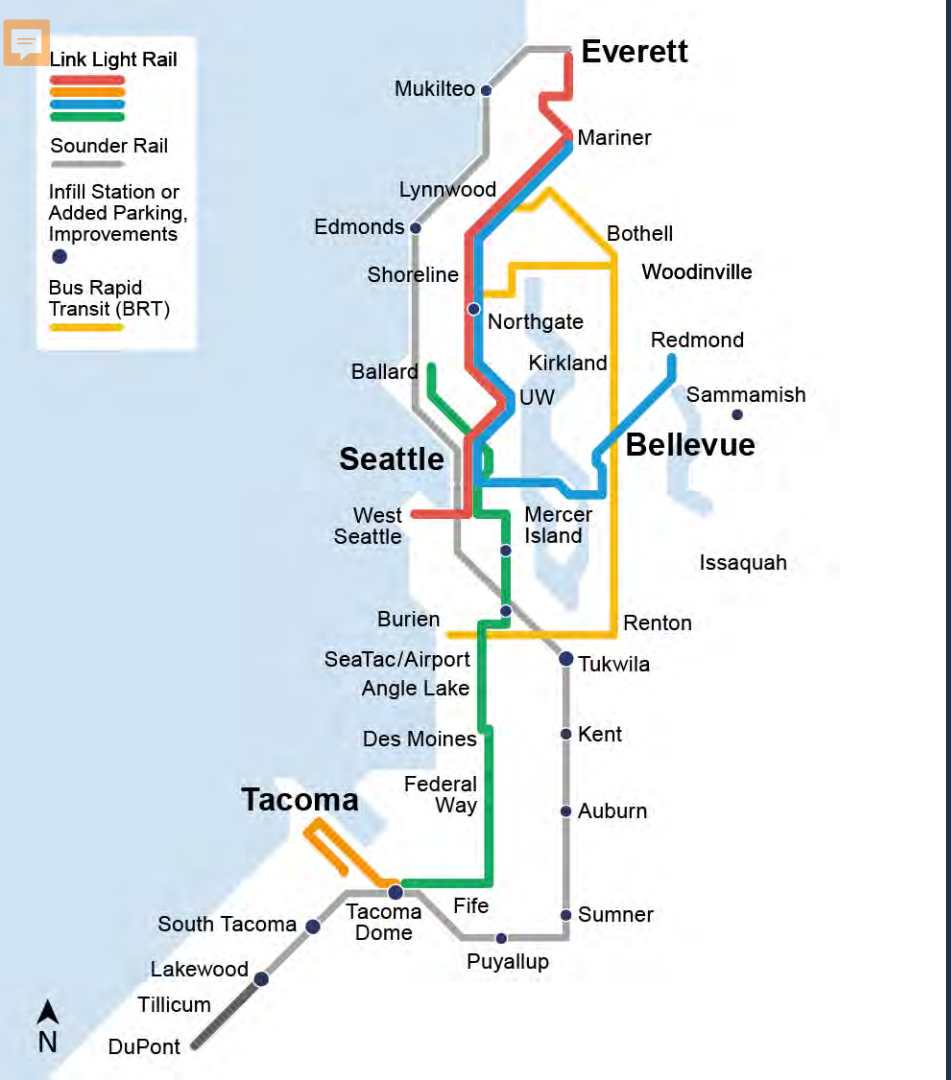 Link Light Rail
Sounder Rail
Infill Station or
Added Parking,
Improvements
Bus Rapid
Transit (BRT)
Everett
Mukilteo
Mariner
Lynnwood
Edmonds
Bothell
Shoreline
Woodinville
Northgate
Redmond
Kirkland
Ballard
Sammamish
UW
Bellevue
Seattle
West
Seattle
Mercer
Island
Issaquah
Burien
Renton
SeaTac/Airport
Tukwila
Angle Lake
Des Moines
Kent
Federal
Way
Tacoma
Auburn
Fife
Tacoma
Dome
South Tacoma
Sumner
Puyallup
Lakewood
Tillicum
DuPont
N